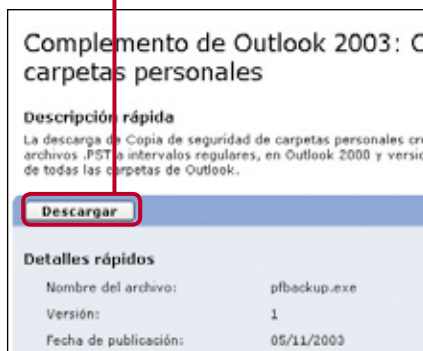 Complemento de Outlook 2003: C
carpetas personales
Descripción rápida
La descarga de Copia de seguridad de carpetas personales cre
archivos .PST a intervalos regulares, en Outlook 2000 y versio
de todas las carpetas de Outlook.
Descargar
Detalles rápidos
Nombre del archivo: pfbackup.exe
Versión: 1
Fecha de publicación: 05/11/2003